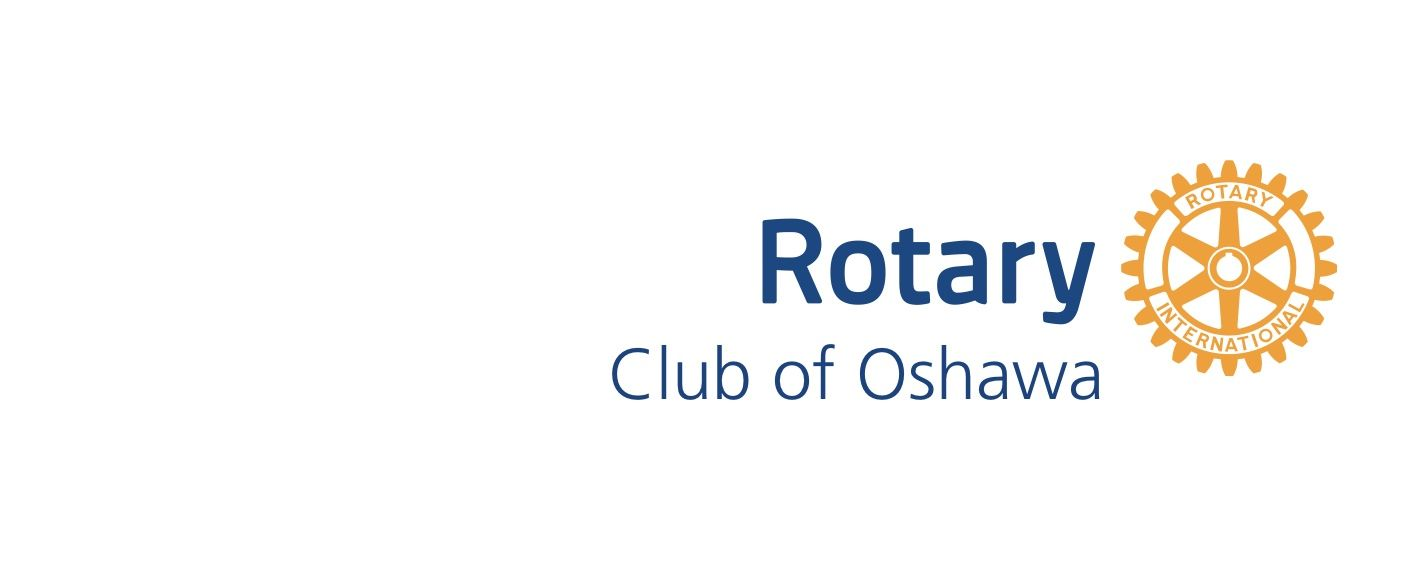 Rotary
Club of Oshawa
ROTARY
INTERNATIONAL